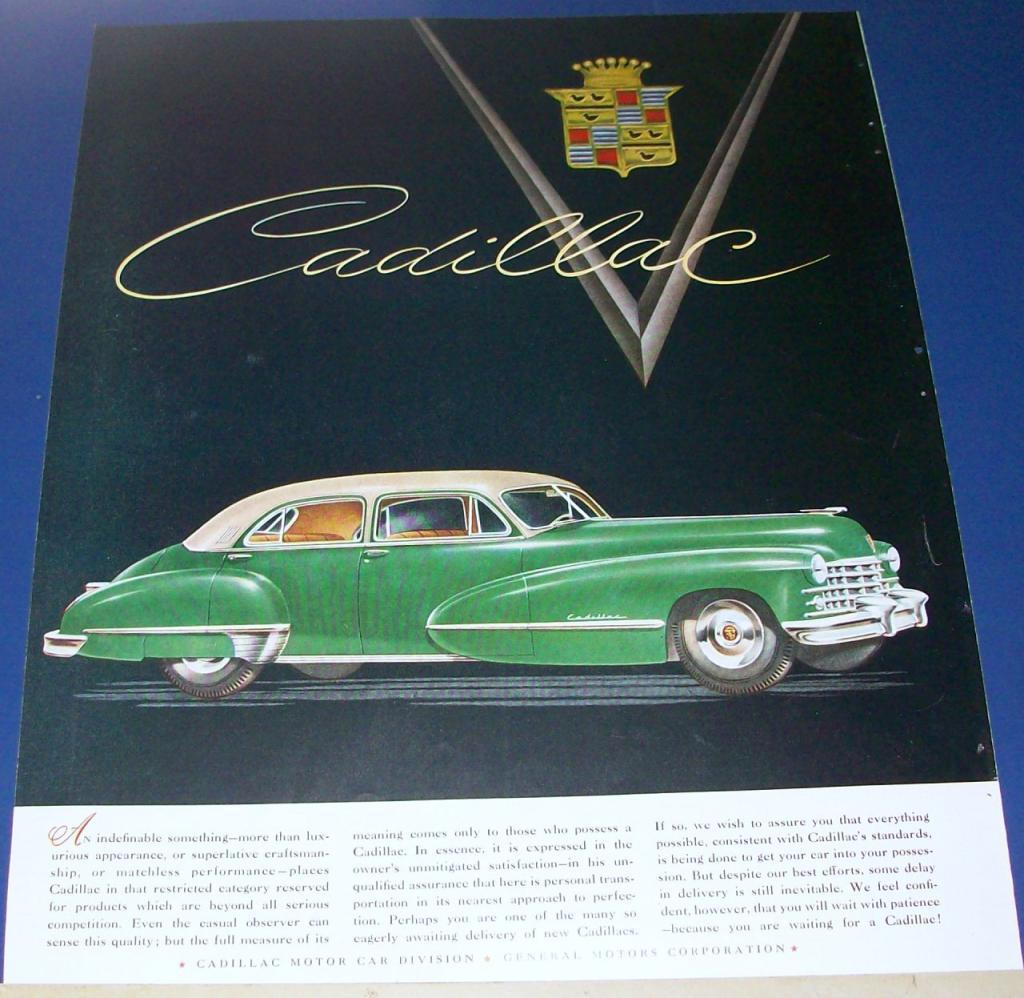 Cadillac
Cadillac
AN indefinable something—more than lux-
urious appearance, or superlative craftsman-
ship, or matchless performance—places
Cadillac in that restricted category reserved
for products which are beyond all serious
competition. Even the casual observer can
sense this quality; but the full measure of its
meaning comes only to those who possess a
Cadillac. In essence, it is expressed in the
owner's unmitigated satisfaction—in his un-
qualified assurance that here is personal trans-
portation in its nearest approach to perfec-
tion. Perhaps you are one of the many so
eagerly awaiting delivery of new Cadillacs.
If so, we wish to assure you that everything
possible, consistent with Cadillac's standards,
is being done to get your car into your posses-
sion. But despite our best efforts, some delay
in delivery is still inevitable. We feel confi-
dent, however, that you will wait with patience
—because you are waiting for a Cadillac!
★ CADILLAC MOTOR CAR DIVISION ★ GENERAL MOTORS CORPORATION ★